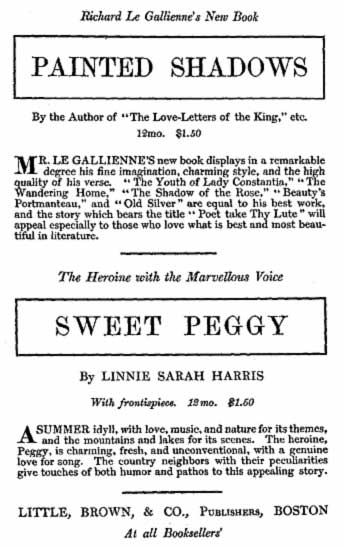 Richard Le Gallienne's New Book
PAINTED SHADOWS
By the Author of "The Love-Letters of the King," etc.
12mo. $1.50
MR. LE GALLIENNE'S new book displays in a remarkable
degree his fine imagination, charming style, and the high
quality of his verse. "The Youth of Lady Constantia," "The
Wandering Home," "The Shadow of the Rose," "Beauty's
Portmanteau," and "Old Silver" are equal to his best work,
and the story which bears the title "Poet take Thy Lute" will
appeal especially to those who love what is best and most beau-
tiful in literature.
The Heroine with the Marvellous Voice
SWEET PEGGY
By LINNIE SARAH HARRIS
With frontispiece. 12mo. $1.50
A SUMMER idyll, with love, music, and nature for its themes,
and the mountains and lakes for its scenes. The heroine,
Peggy, is charming, fresh, and unconventional, with a genuine
love for song. The country neighbors with their peculiarities
give touches of both humor and pathos to this appealing story.
LITTLE, BROWN, & CO., PUBLISHERS, BOSTON
At all Booksellers'